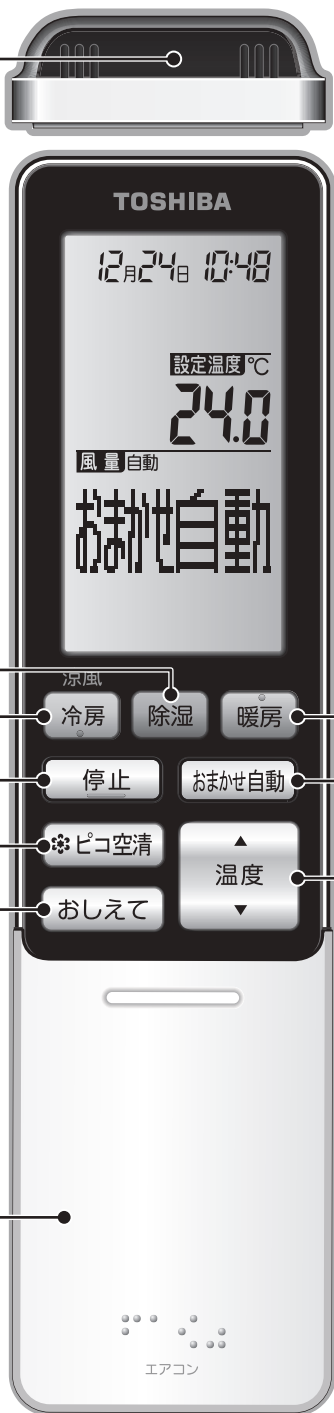 TOSHIBA
12月24日 10:48
設定温度 ℃
24.0
風量 自動
おまかせ自動
涼風
冷房 除湿 暖房
停止 おまかせ自動
ピコ空清
▲
温度
▼
おしえて
エアコン